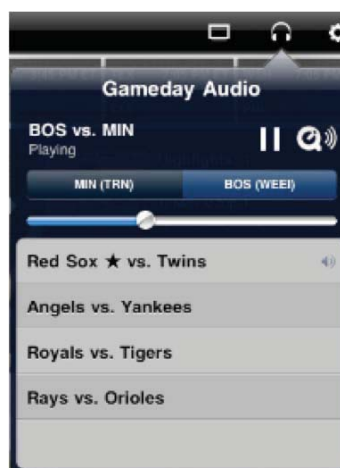 Gameday Audio
BOS vs. MIN
Playing
MIN (TRN)
BOS (WEEI)
Red Sox ★ vs. Twins
Angels vs. Yankees
Royals vs. Tigers
Rays vs. Orioles